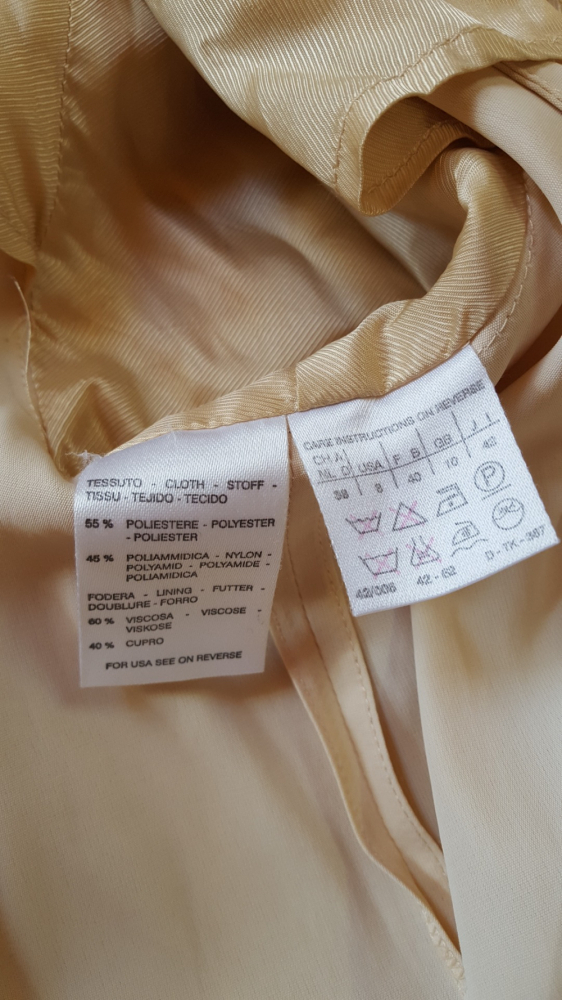 TESSUTO - CLOTH - STOFF -
TISSU - TEJIDO - TECIDO
55 % POLIESTERE - POLYESTER
- POLIESTER
45 % POLIAMMIDICA - NYLON -
POLYAMID - POLYAMIDE -
POLIAMIDICA
FODERA - LINING - FUTTER -
DOUBLURE - FORRO
60 % VISCOSA - VISCOSE -
VISKOSE
40 % CUPRO
FOR USA SEE ON REVERSE
CARE INSTRUCTIONS ON REVERSE
CH A
NL D USA F B GB I
38 8 40 10 42
P
42/006 42 - 62 D - TK - 367